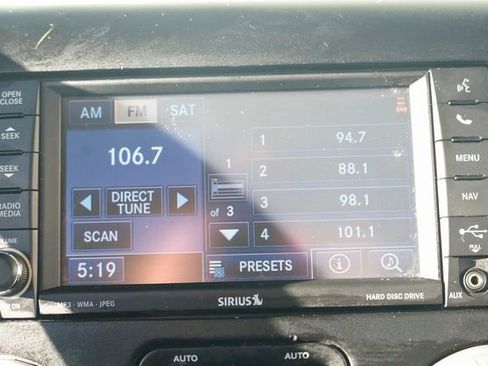 OPEN
CLOSE
SEEK
SEEK
RADIO
MEDIA
AM FM SAT
106.7
DIRECT
TUNE
SCAN
5:19
1
of 3
1 94.7
2 88.1
3 98.1
4 101.1
PRESETS
MENU
NAV
PULL
AUX
MP3 · WMA · JPEG
SIRIUS
HARD DISC DRIVE
AUTO
AUTO